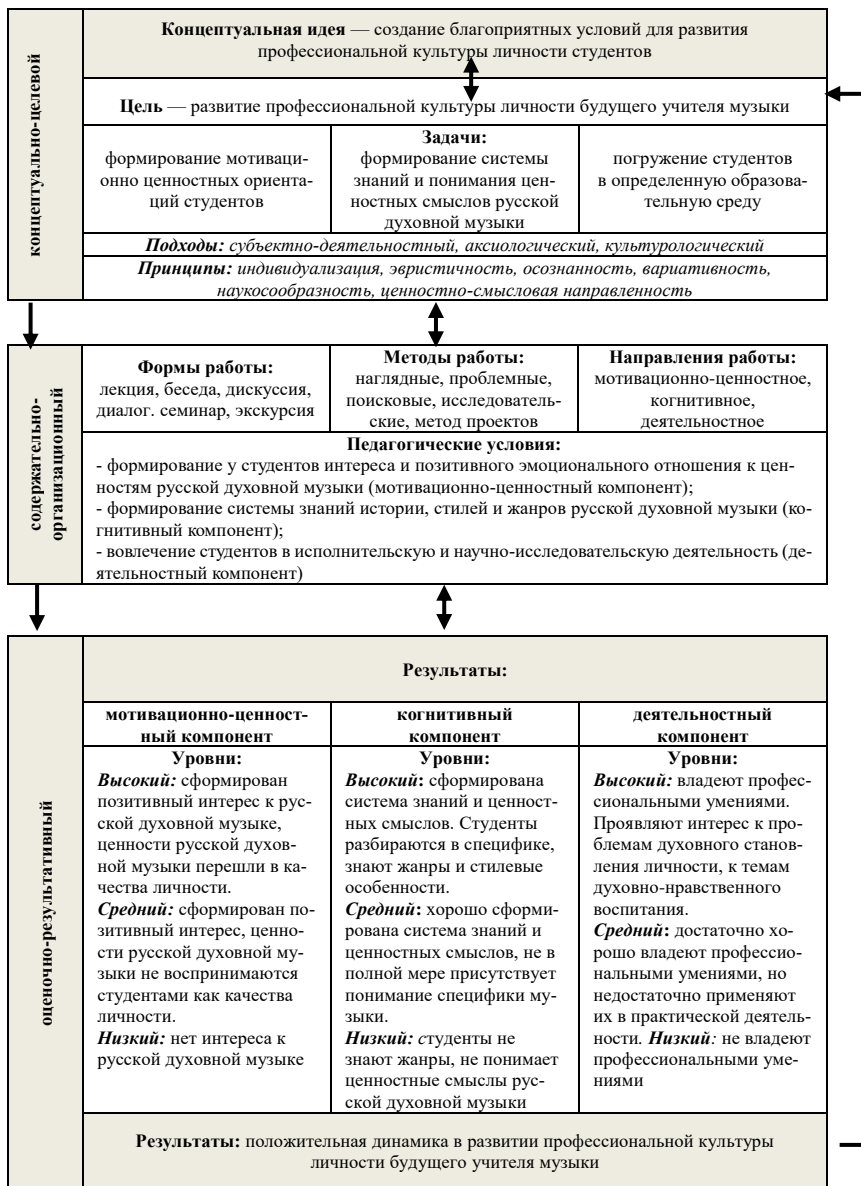 концептуально-целевой
Концептуальная идея — создание благоприятных условий для развития
профессиональной культуры личности студентов
Цель — развитие профессиональной культуры личности будущего учителя музыки
Задачи:
формирование мотиваци-
онно ценностных ориента-
ций студентов
формирование системы
знаний и понимания цен-
ностных смыслов русской
духовной музыки
погружение студентов
в определенную образова-
тельную среду
Подходы: субъектно-деятельностный, аксиологический, культурологический
Принципы: индивидуализация, эвристичность, осознанность, вариативность,
наукосообразность, ценностно-смысловая направленность
содержательно-
организационный
Формы работы:
лекция, беседа, дискуссия,
диалог. семинар, экскурсия
Методы работы:
наглядные, проблемные,
поисковые, исследователь-
ские, метод проектов
Направления работы:
мотивационно-ценностное,
когнитивное,
деятельностное
Педагогические условия:
- формирование у студентов интереса и позитивного эмоционального отношения к цен-
ностям русской духовной музыки (мотивационно-ценностный компонент);
- формирование системы знаний истории, стилей и жанров русской духовной музыки (ко-
гнитивный компонент);
- вовлечение студентов в исполнительскую и научно-исследовательскую деятельность (де-
ятельностный компонент)
оценочно-результативный
Результаты:
мотивационно-ценност-
ный компонент
когнитивный
компонент
деятельностный
компонент
Уровни:
Высокий: сформирован
позитивный интерес к рус-
ской духовной музыке,
ценности русской духов-
ной музыки перешли в ка-
чества личности.
Средний: сформирован по-
зитивный интерес, ценно-
сти русской духовной му-
зыки не воспринимаются
студентами как качества
личности.
Низкий: нет интереса к
русской духовной музыке
Уровни:
Высокий: сформирована
система знаний и ценност-
ных смыслов. Студенты
разбираются в специфике,
знают жанры и стилевые
особенности.
Средний: хорошо сформи-
рована система знаний и
ценностных смыслов, не в
полной мере присутствует
понимание специфики му-
зыки.
Низкий: студенты не
знают жанры, не понимает
ценностные смыслы рус-
ской духовной музыки
Уровни:
Высокий: владеют профес-
сиональными умениями.
Проявляют интерес к про-
блемам духовного станов-
ления личности, к темам
духовно-нравственного
воспитания.
Средний: достаточно хо-
рошо владеют профессио-
нальными умениями, но
недостаточно применяют
их в практической деятель-
ности. Низкий: не владеют
профессиональными уме-
ниями
Результаты: положительная динамика в развитии профессиональной культуры
личности будущего учителя музыки